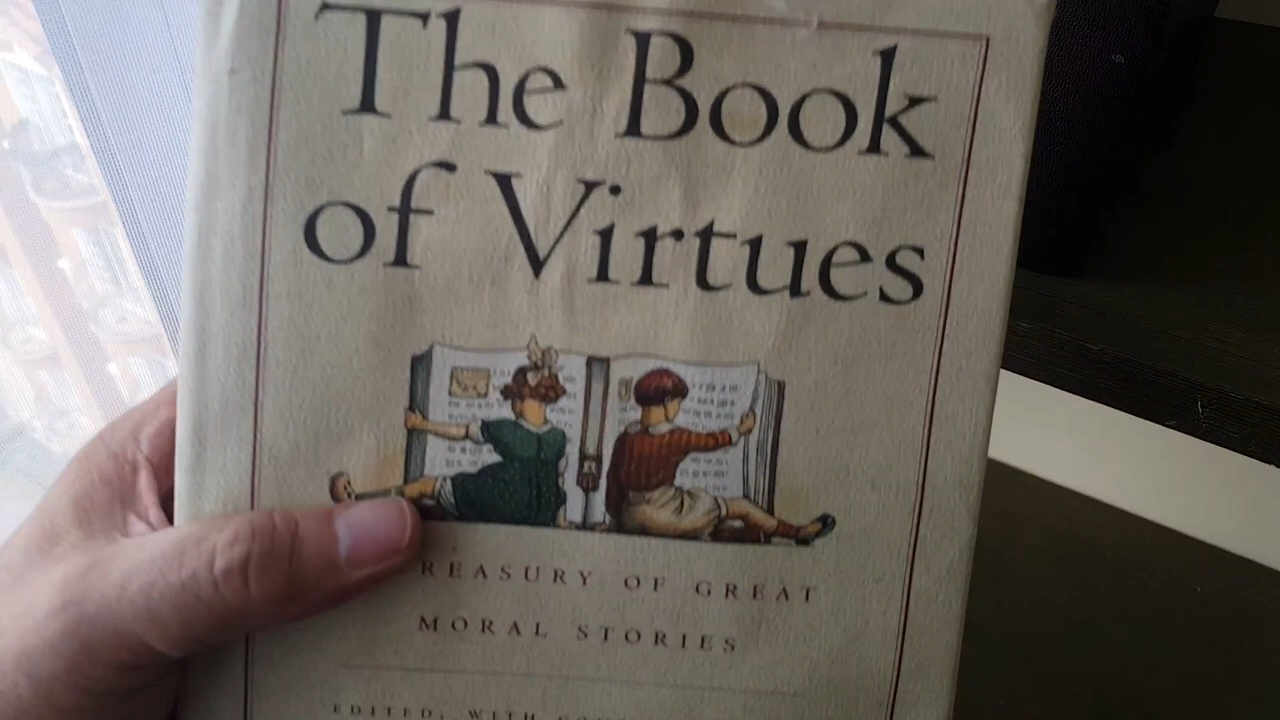 The Book
of Virtues
REASURY OF GREAT
MORAL STORIES
EDITED, WITH